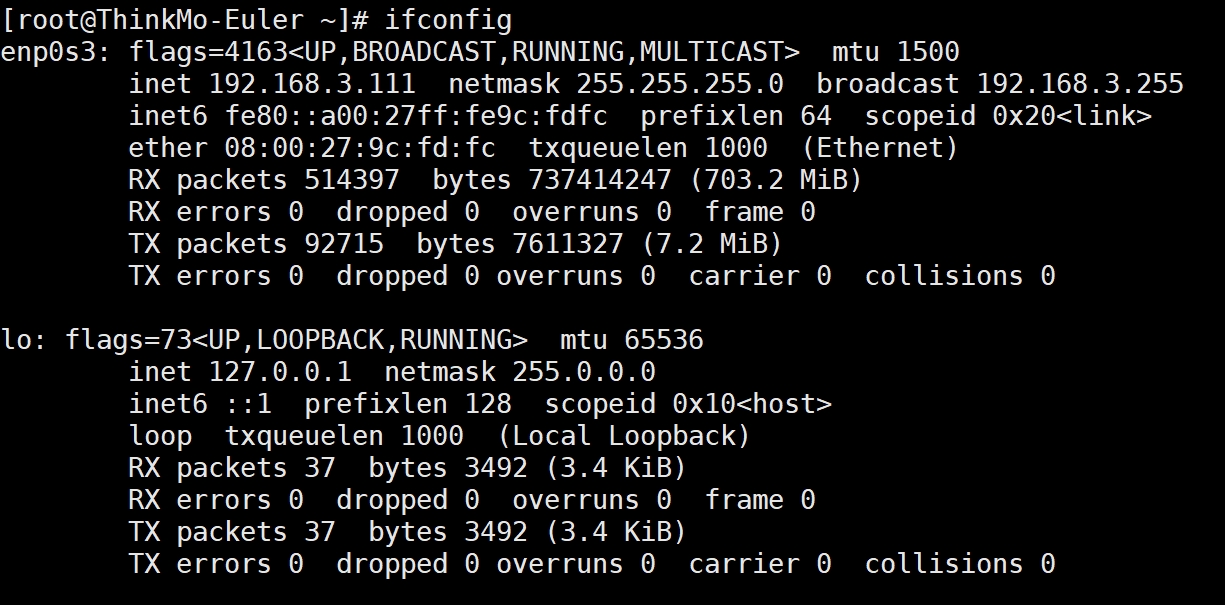 [root@ThinkMo-Euler ~]# ifconfig
enp0s3: flags=4163<UP,BROADCAST,RUNNING,MULTICAST>  mtu 1500
        inet 192.168.3.111  netmask 255.255.255.0  broadcast 192.168.3.255
        inet6 fe80::a00:27ff:fe9c:fdfc  prefixlen 64  scopeid 0x20<link>
        ether 08:00:27:9c:fd:fc  txqueuelen 1000  (Ethernet)
        RX packets 514397  bytes 737414247 (703.2 MiB)
        RX errors 0  dropped 0  overruns 0  frame 0
        TX packets 92715  bytes 7611327 (7.2 MiB)
        TX errors 0  dropped 0 overruns 0  carrier 0  collisions 0

lo: flags=73<UP,LOOPBACK,RUNNING>  mtu 65536
        inet 127.0.0.1  netmask 255.0.0.0
        inet6 ::1  prefixlen 128  scopeid 0x10<host>
        loop  txqueuelen 1000  (Local Loopback)
        RX packets 37  bytes 3492 (3.4 KiB)
        RX errors 0  dropped 0  overruns 0  frame 0
        TX packets 37  bytes 3492 (3.4 KiB)
        TX errors 0  dropped 0 overruns 0  carrier 0  collisions 0